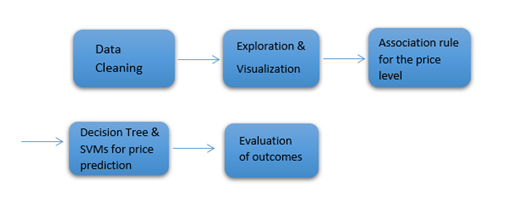 Data
Cleaning
Exploration &
Visualization
Association rule
for the price
level
Decision Tree &
SVMs for price
prediction
Evaluation
of outcomes